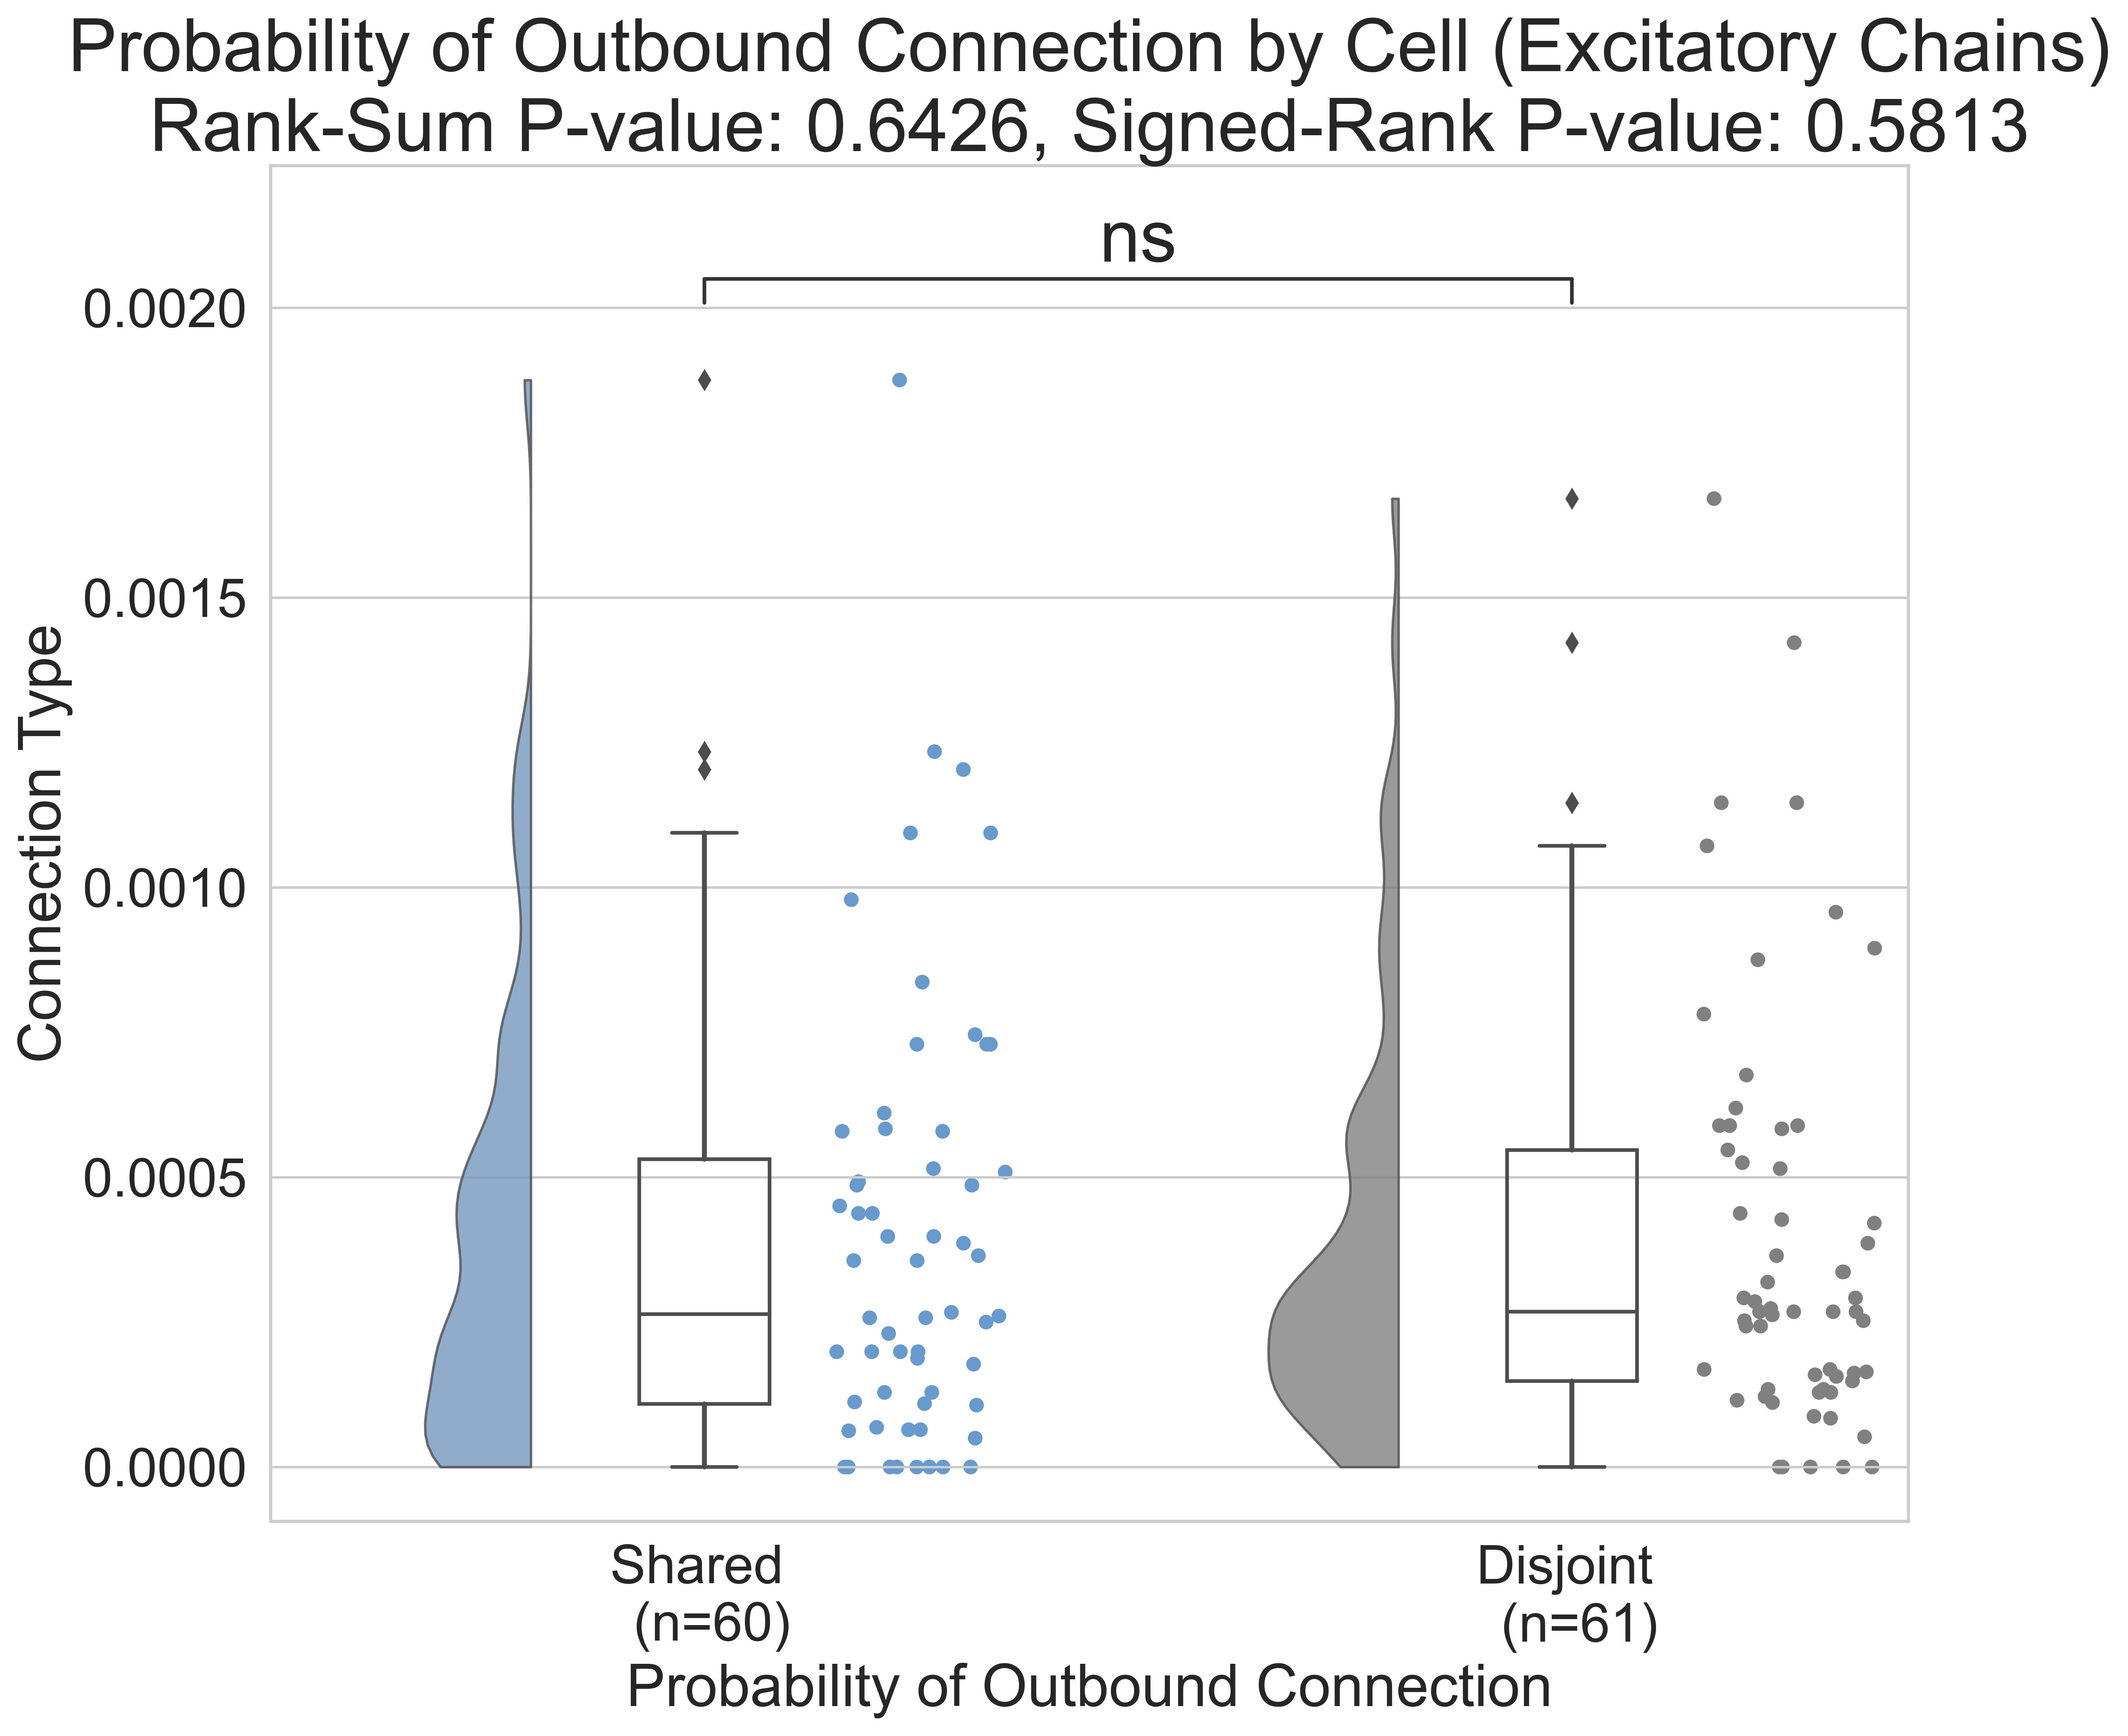 Probability of Outbound Connection by Cell (Excitatory Chains)
Rank-Sum P-value: 0.6426, Signed-Rank P-value: 0.5813
ns
0.0020
0.0015
0.0010
0.0005
0.0000
Connection Type
Shared
(n=60)
Disjoint
(n=61)
Probability of Outbound Connection